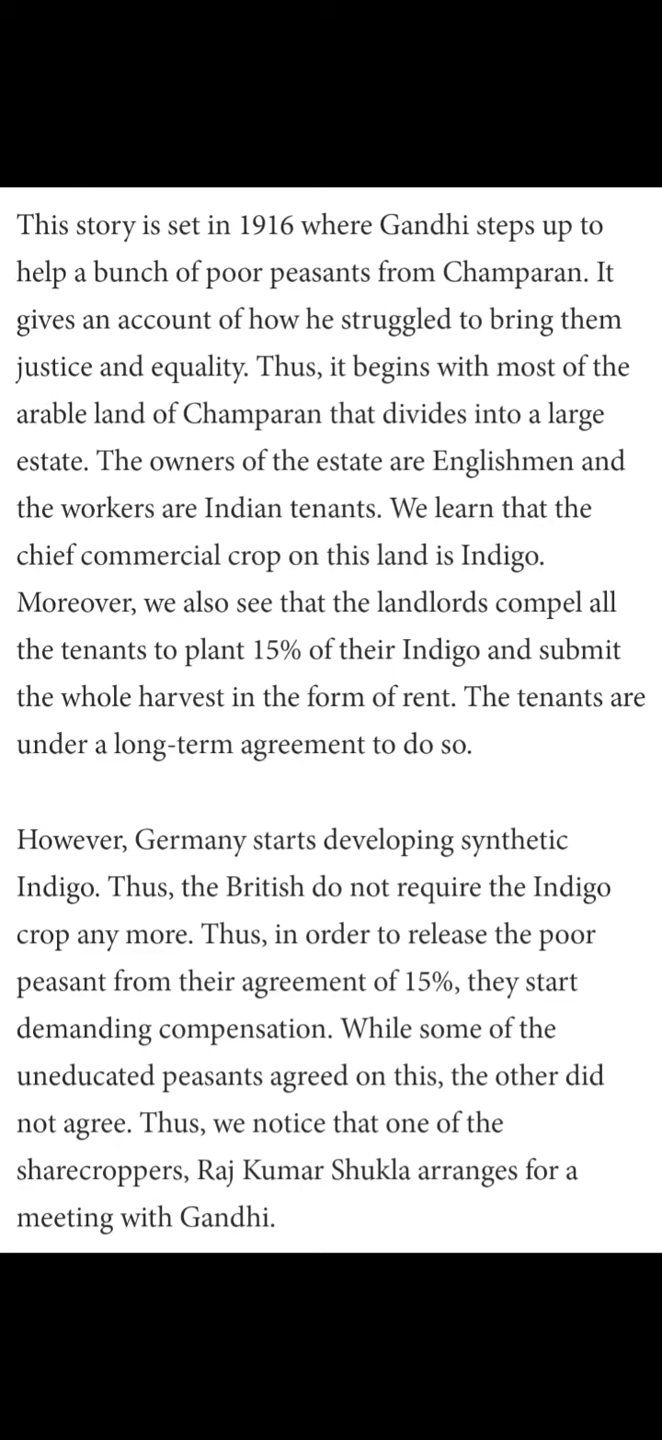 This story is set in 1916 where Gandhi steps up to
help a bunch of poor peasants from Champaran. It
gives an account of how he struggled to bring them
justice and equality. Thus, it begins with most of the
arable land of Champaran that divides into a large
estate. The owners of the estate are Englishmen and
the workers are Indian tenants. We learn that the
chief commercial crop on this land is Indigo.
Moreover, we also see that the landlords compel all
the tenants to plant 15% of their Indigo and submit
the whole harvest in the form of rent. The tenants are
under a long-term agreement to do so.
However, Germany starts developing synthetic
Indigo. Thus, the British do not require the Indigo
crop any more. Thus, in order to release the poor
peasant from their agreement of 15%, they start
demanding compensation. While some of the
uneducated peasants agreed on this, the other did
not agree. Thus, we notice that one of the
sharecroppers, Raj Kumar Shukla arranges for a
meeting with Gandhi.